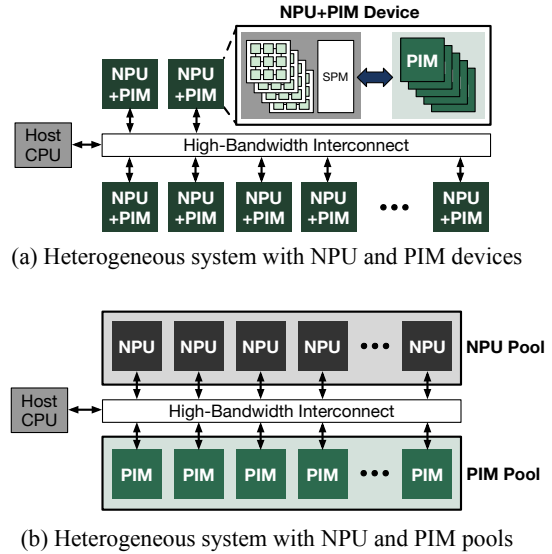 NPU+PIM Device
NPU +PIM
NPU +PIM
SPM
PIM
Host CPU
High-Bandwidth Interconnect
NPU +PIM
NPU +PIM
NPU +PIM
NPU +PIM
NPU +PIM
(a) Heterogeneous system with NPU and PIM devices
NPU NPU NPU NPU NPU
NPU Pool
Host CPU
High-Bandwidth Interconnect
PIM PIM PIM PIM PIM
PIM Pool
(b) Heterogeneous system with NPU and PIM pools